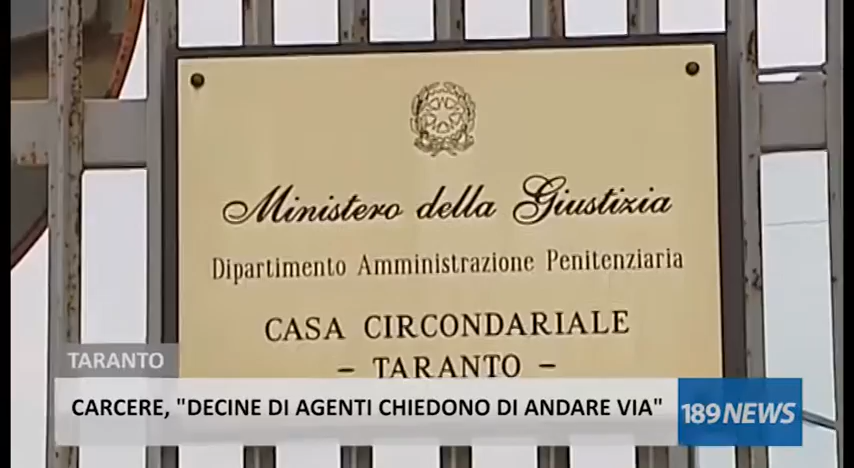 Ministero della Giustizia
Dipartimento Amministrazione Penitenziaria
CASA CIRCONDARIALE
- TARANTO -
TARANTO
CARCERE, "DECINE DI AGENTI CHIEDONO DI ANDARE VIA"
189NEWS